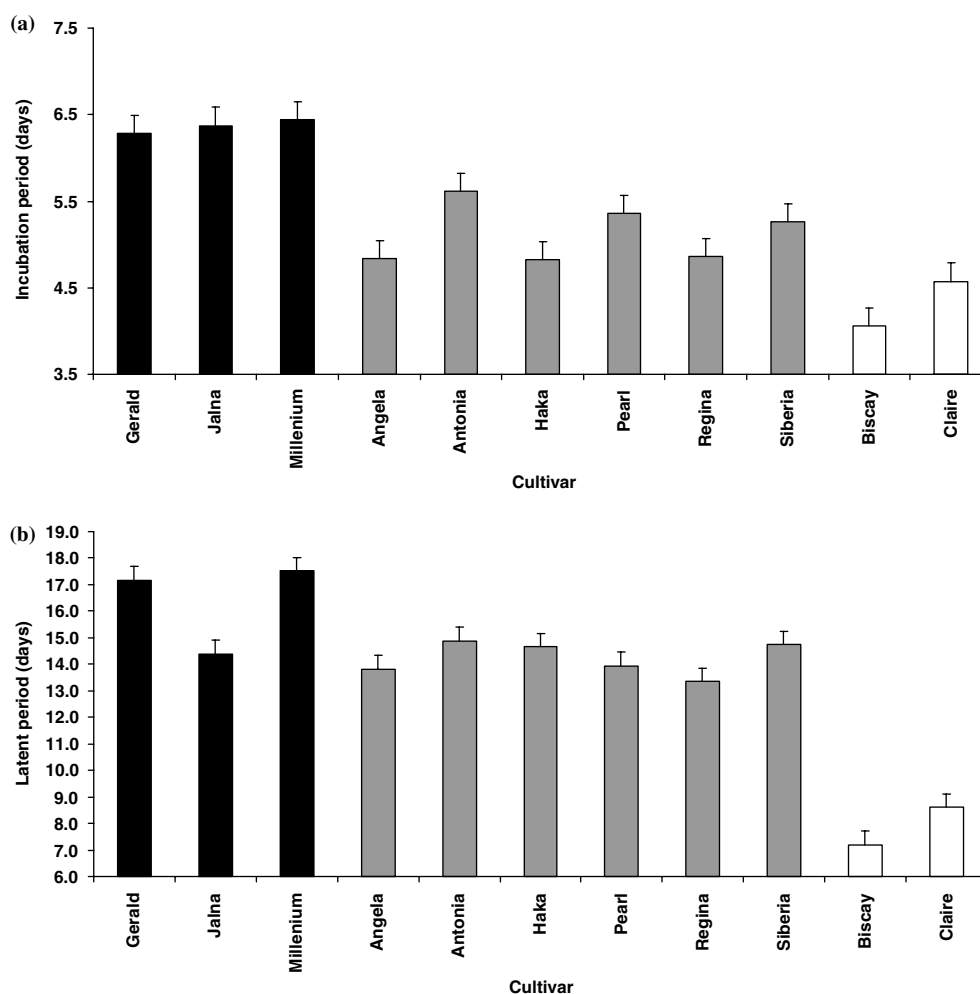 (a)
Incubation period (days)
7.5
6.5
5.5
4.5
3.5
Gerald
Jalna
Millenium
Angela
Antonia
Haka
Pearl
Regina
Siberia
Biscay
Claire
Cultivar
(b)
Latent period (days)
19.0
18.0
17.0
16.0
15.0
14.0
13.0
12.0
11.0
10.0
9.0
8.0
7.0
6.0
Gerald
Jalna
Millenium
Angela
Antonia
Haka
Pearl
Regina
Siberia
Biscay
Claire
Cultivar